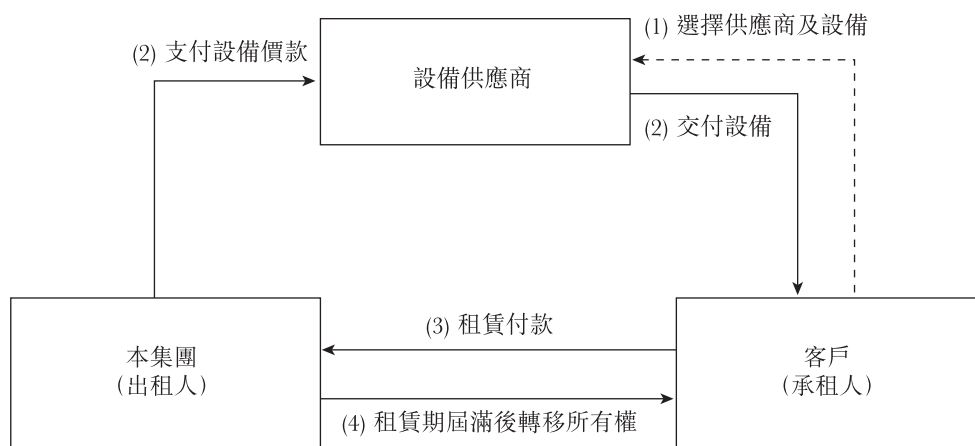 (1) 選擇供應商及設備
(2) 支付設備價款
設備供應商
(2) 交付設備
(3) 租賃付款
本集團
(出租人)
客戶
(承租人)
(4) 租賃期屆滿後轉移所有權